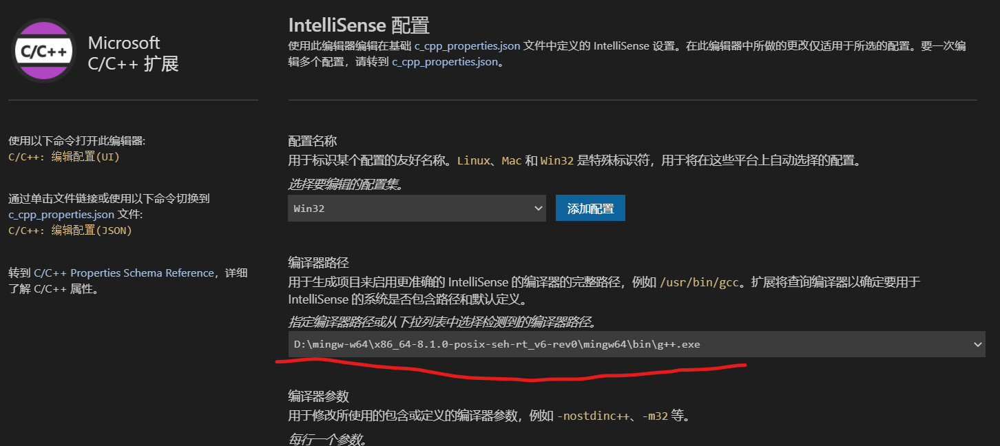 C/C++
Microsoft
C/C++ 扩展
使用以下命令打开此编辑器:
C/C++: 编辑配置(UI)
通过单击文件链接或使用以下命令切换到
c_cpp_properties.json 文件:
C/C++: 编辑配置(JSON)
转到 C/C++ Properties Schema Reference，详细
了解 C/C++ 属性。
IntelliSense 配置
使用此编辑器编辑在基础 c_cpp_properties.json 文件中定义的 IntelliSense 设置。在此编辑器中所做的更改仅适用于所选的配置。要一次编
辑多个配置，请转到 c_cpp_properties.json。
配置名称
用于标识某个配置的友好名称。Linux、Mac 和 Win32 是特殊标识符，用于将在这些平台上自动选择的配置。
选择要编辑的配置集。
Win32
添加配置
编译器路径
用于生成项目来启用更准确的 IntelliSense 的编译器的完整路径，例如 /usr/bin/gcc。扩展将查询编译器以确定要用于
IntelliSense 的系统是否包含路径和默认定义。
指定编译器路径或从下拉列表中选择检测到的编译器路径。
D:\mingw-w64\x86_64-8.1.0-posix-seh-rt_v6-rev0\mingw64\bin\g++.exe
编译器参数
用于修改所使用的包含或定义的编译器参数，例如 -nostdinc++、-m32 等。
每行一个参数。